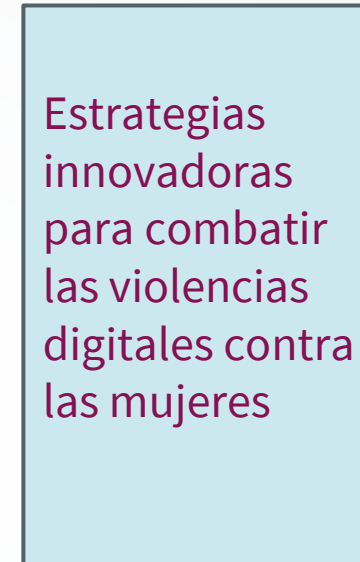 Estrategias
innovadoras
para combatir
las violencias
digitales contra
las mujeres